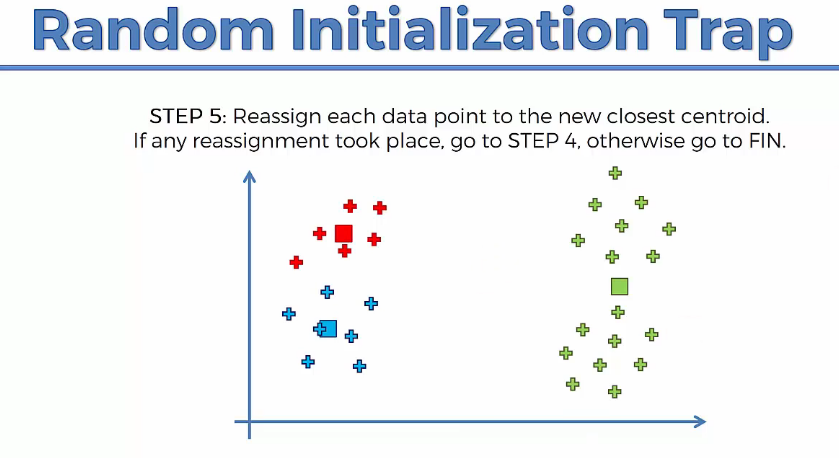 Random Initialization Trap
STEP 5: Reassign each data point to the new closest centroid.
If any reassignment took place, go to STEP 4, otherwise go to FIN.